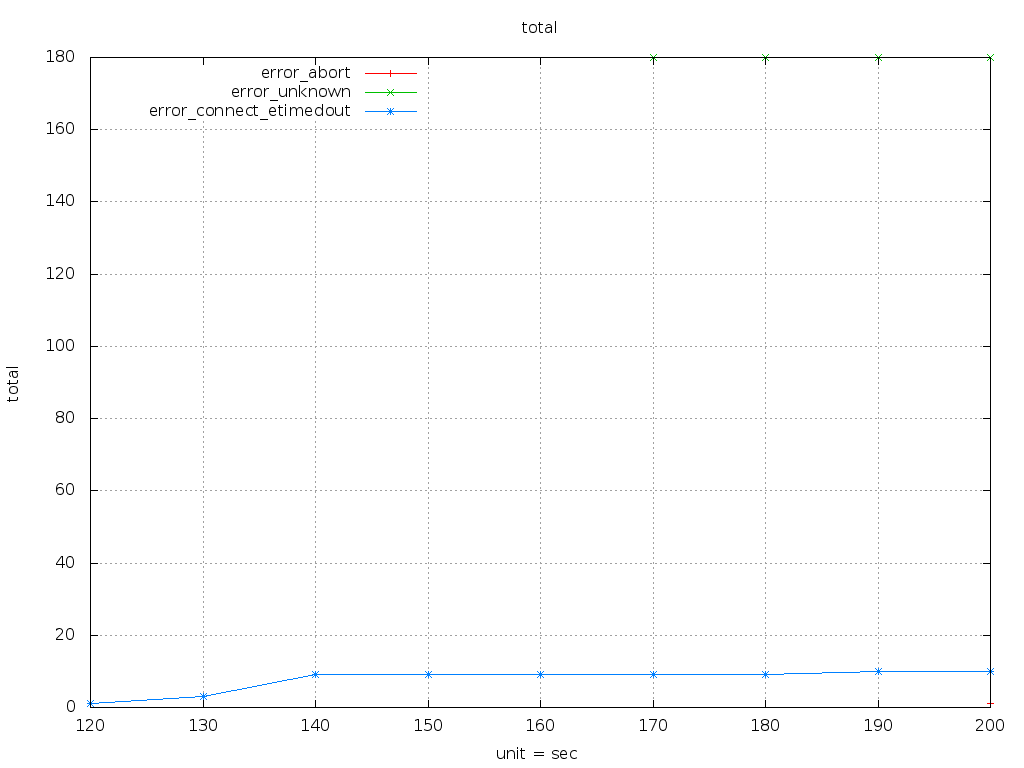 total
180
160
140
120
100
80
60
40
20
0
total
error_abort
error_unknown
error_connect_etimedout
120 130 140 150 160 170 180 190 200
unit = sec